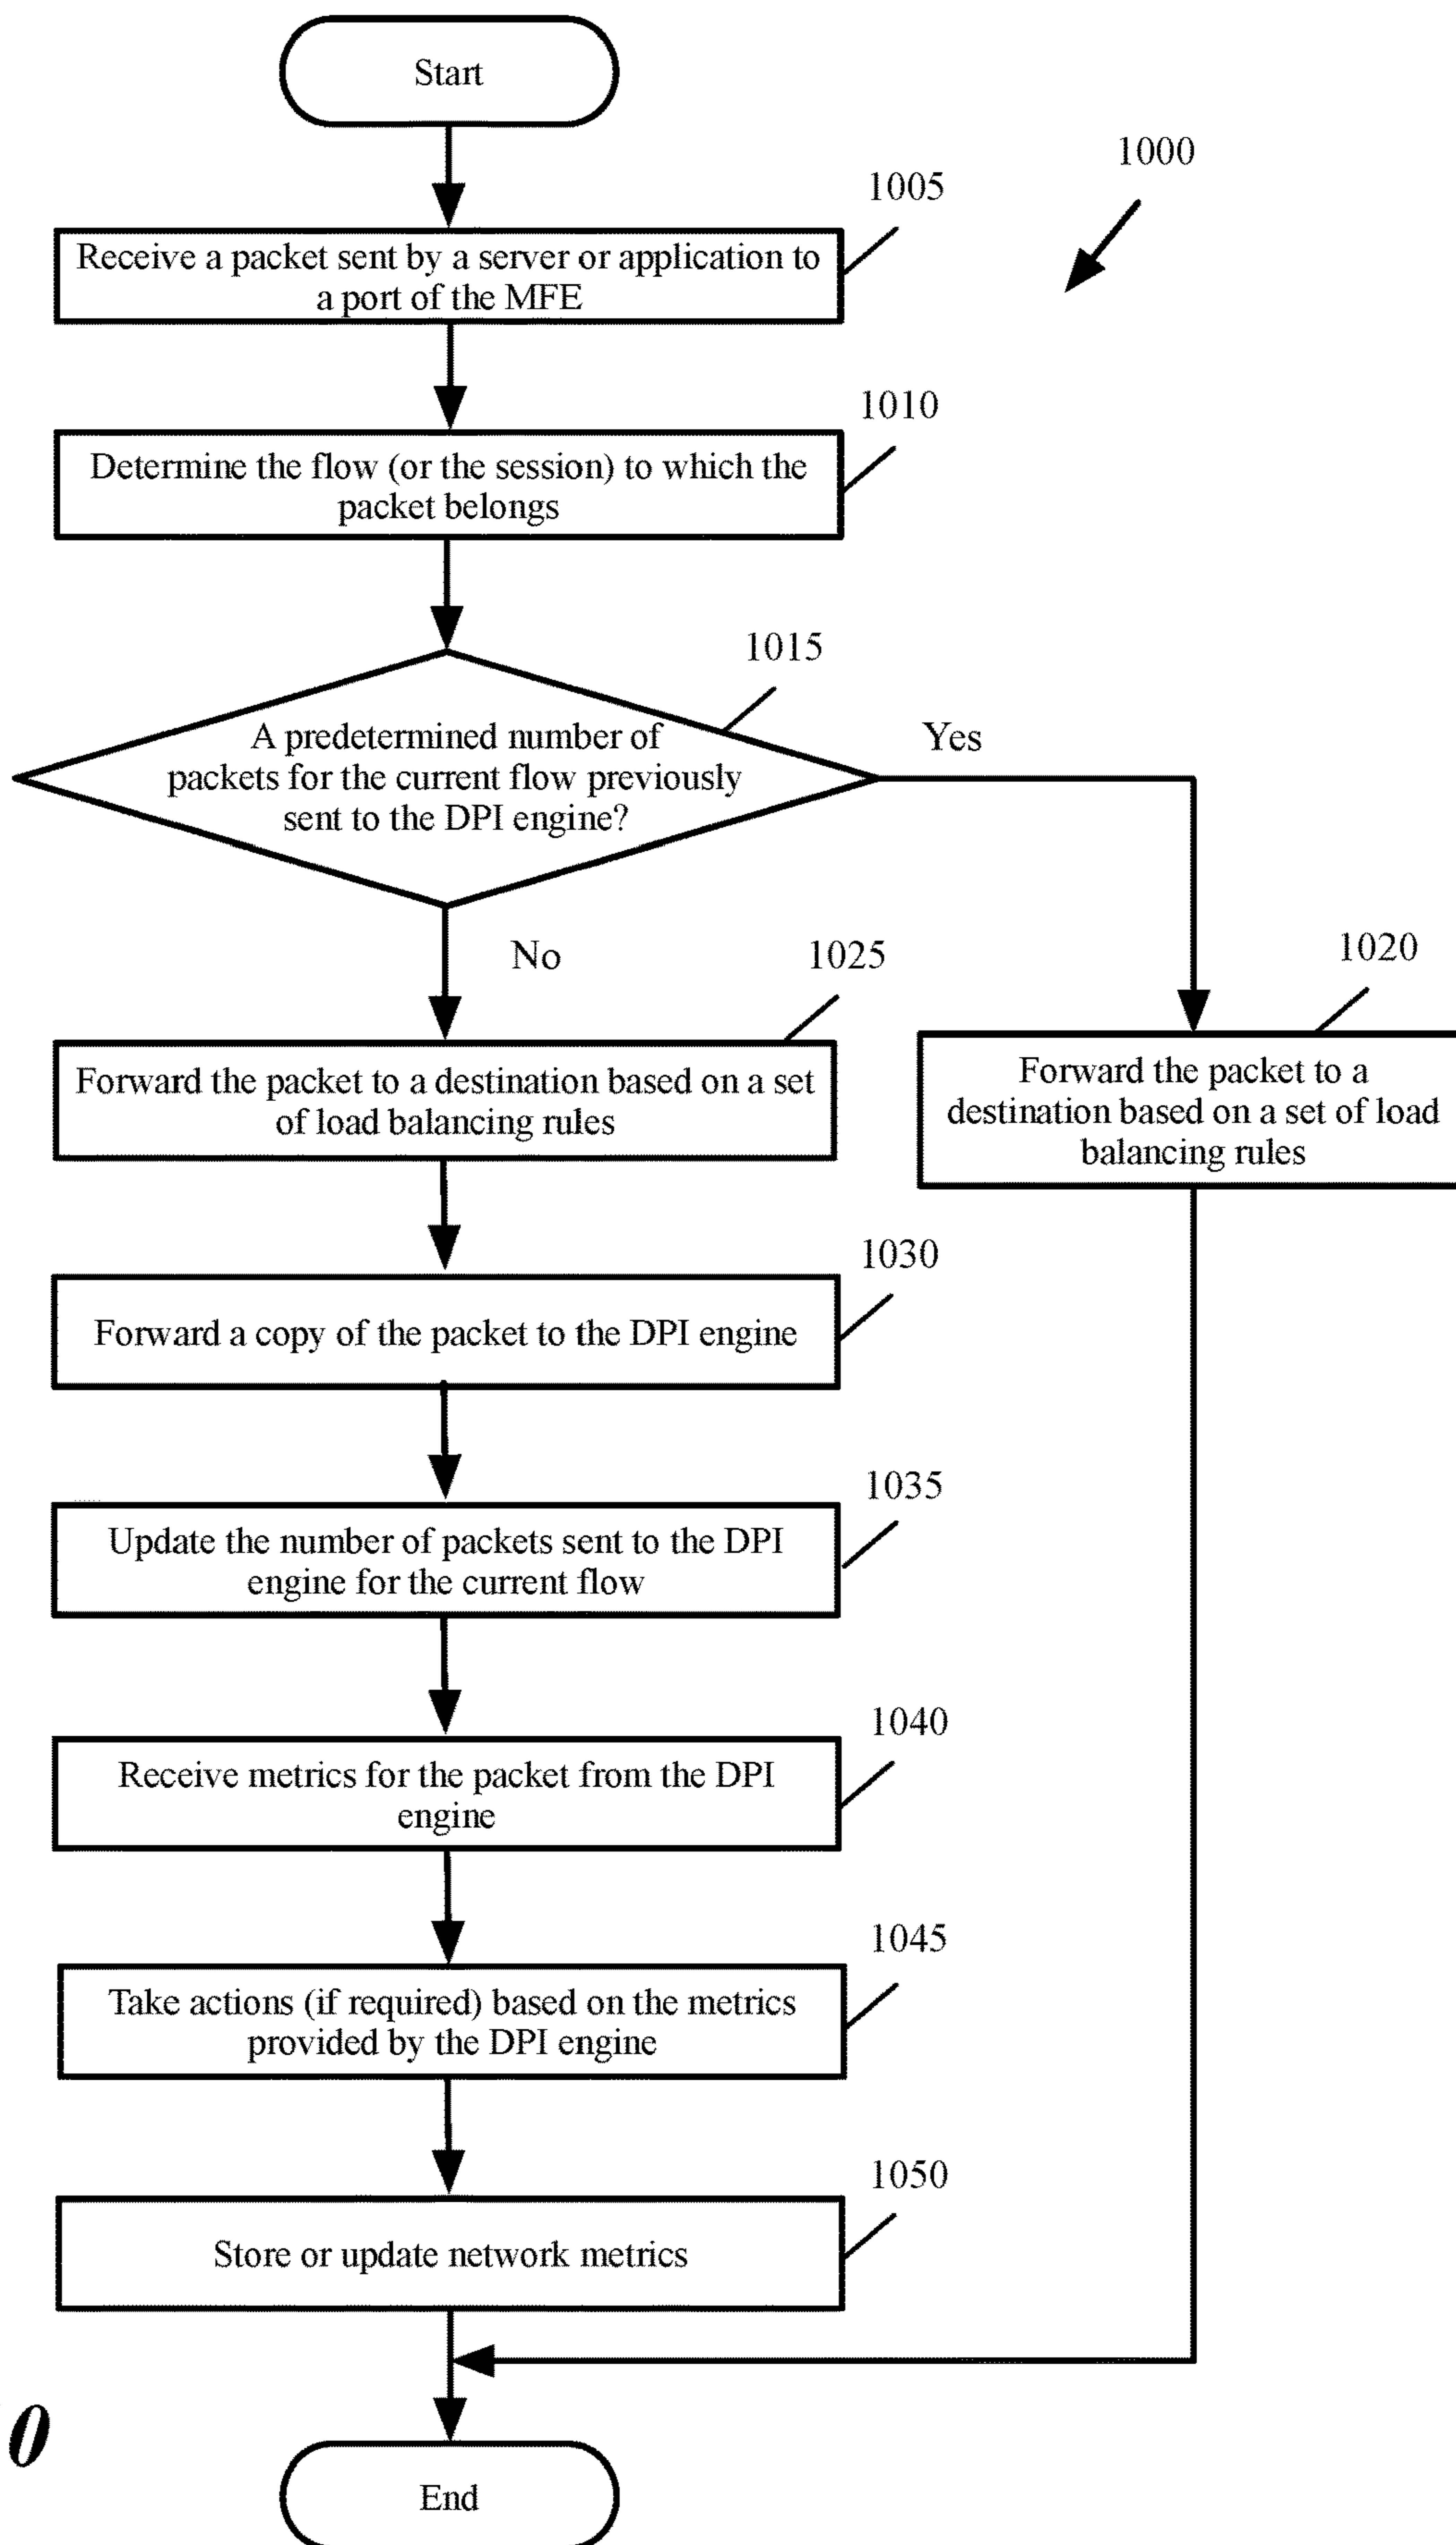 Start
1000
1005
Receive a packet sent by a server or application to
a port of the MFE
1010
Determine the flow (or the session) to which the
packet belongs
1015
A predetermined number of
packets for the current flow previously
sent to the DPI engine?
Yes
No
1025
1020
Forward the packet to a destination based on a set
of load balancing rules
Forward the packet to a
destination based on a set of load
balancing rules
1030
Forward a copy of the packet to the DPI engine
1035
Update the number of packets sent to the DPI
engine for the current flow
1040
Receive metrics for the packet from the DPI
engine
1045
Take actions (if required) based on the metrics
provided by the DPI engine
1050
Store or update network metrics
0
End